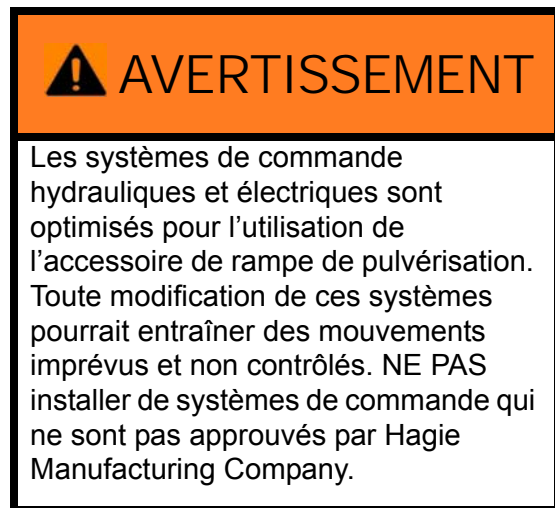 AVERTISSEMENT
Les systèmes de commande
hydrauliques et électriques sont
optimisés pour l’utilisation de
l’accessoire de rampe de pulvérisation.
Toute modification de ces systèmes
pourrait entraîner des mouvements
imprévus et non contrôlés. NE PAS
installer de systèmes de commande qui
ne sont pas approuvés par Hagie
Manufacturing Company.